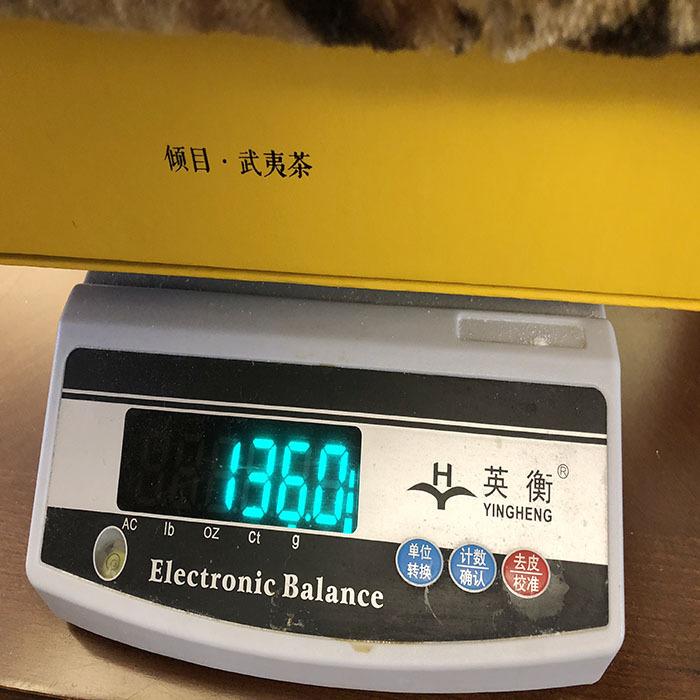 倾目·武夷茶
136.0
H
英衡®
YINGHENG
AC lb OZ Ct g
单位
转换
计数
确认
去皮
校准
Electronic Balance